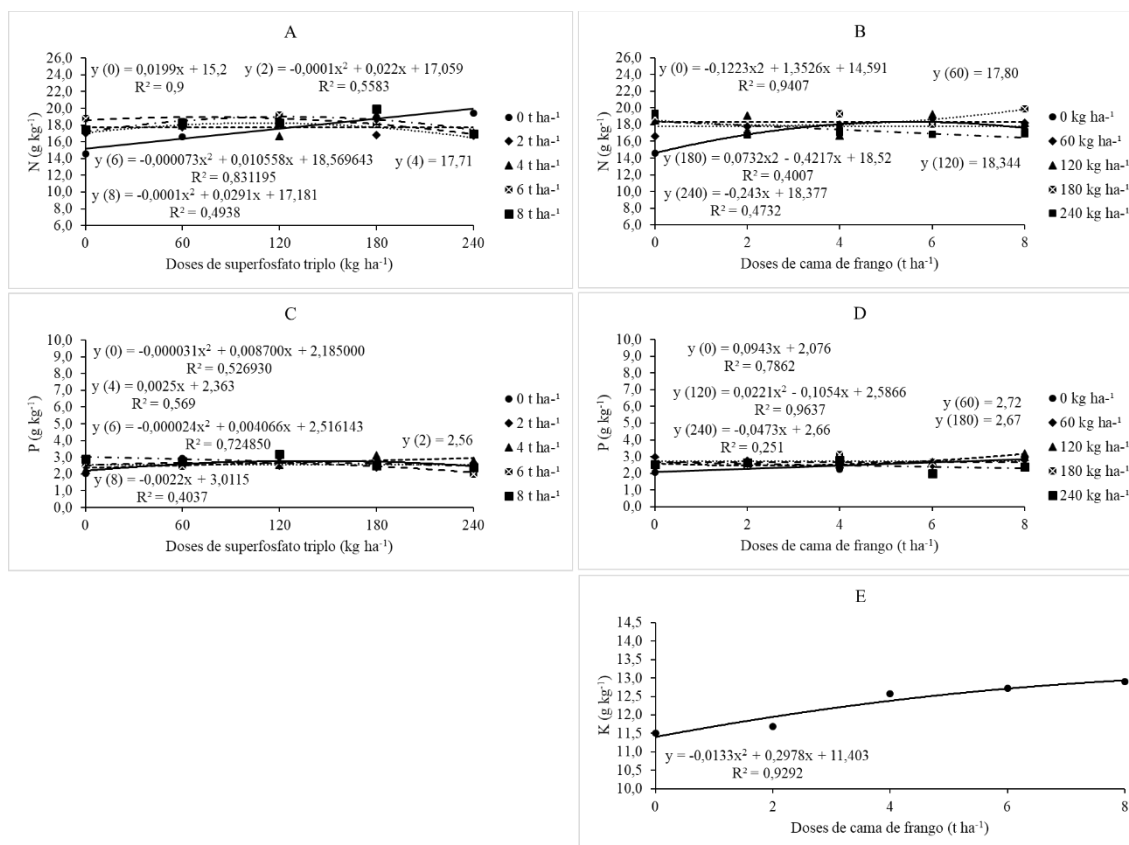 A
N (g kg⁻¹)
26,0
24,0
22,0
20,0
18,0
16,0
14,0
12,0
10,0
8,0
6,0
y (0) = 0,0199x + 15,2
R² = 0,9
y (2) = -0,0001x² + 0,022x + 17,059
R² = 0,5583
y (6) = -0,000073x² + 0,010558x + 18,569643
R² = 0,831195
y (4) = 17,71
y (8) = -0,0001x² + 0,0291x + 17,181
R² = 0,4938
0 t ha-¹
2 t ha-¹
4 t ha-¹
6 t ha-¹
8 t ha-¹
0 60 120 180 240
Doses de superfosfato triplo (kg ha⁻¹)
B
N (g kg⁻¹)
26,0
24,0
22,0
20,0
18,0
16,0
14,0
12,0
10,0
8,0
6,0
y (0) = -0,1223x2 + 1,3526x + 14,591
R² = 0,9407
y (60) = 17,80
y (180) = 0,0732x2 - 0,4217x + 18,52
R² = 0,4007
y (120) = 18,344
y (240) = -0,243x + 18,377
R² = 0,4732
0 kg ha-¹
60 kg ha-¹
120 kg ha-¹
180 kg ha-¹
240 kg ha-¹
0 2 4 6 8
Doses de cama de frango (t ha⁻¹)
C
P (g kg⁻¹)
10,0
9,0
8,0
7,0
6,0
5,0
4,0
3,0
2,0
1,0
0,0
y (0) = -0,000031x² + 0,008700x + 2,185000
R² = 0,526930
y (4) = 0,0025x + 2,363
R² = 0,569
y (6) = -0,000024x² + 0,004066x + 2,516143
R² = 0,724850
y (2) = 2,56
y (8) = -0,0022x + 3,0115
R² = 0,4037
0 t ha-¹
2 t ha-¹
4 t ha-¹
6 t ha-¹
8 t ha-¹
0 60 120 180 240
Doses de superfosfato triplo (kg ha⁻¹)
D
P (g kg⁻¹)
10,0
9,0
8,0
7,0
6,0
5,0
4,0
3,0
2,0
1,0
0,0
y (0) = 0,0943x + 2,076
R² = 0,7862
y (120) = 0,0221x² - 0,1054x + 2,5866
R² = 0,9637
y (60) = 2,72
y (180) = 2,67
y (240) = -0,0473x + 2,66
R² = 0,251
0 kg ha-¹
60 kg ha-¹
120 kg ha-¹
180 kg ha-¹
240 kg ha-¹
0 2 4 6 8
Doses de cama de frango (t ha⁻¹)
E
K (g kg⁻¹)
14,5
14,0
13,5
13,0
12,5
12,0
11,5
11,0
10,5
10,0
y = -0,0133x² + 0,2978x + 11,403
R² = 0,9292
0 2 4 6 8
Doses de cama de frango (t ha⁻¹)